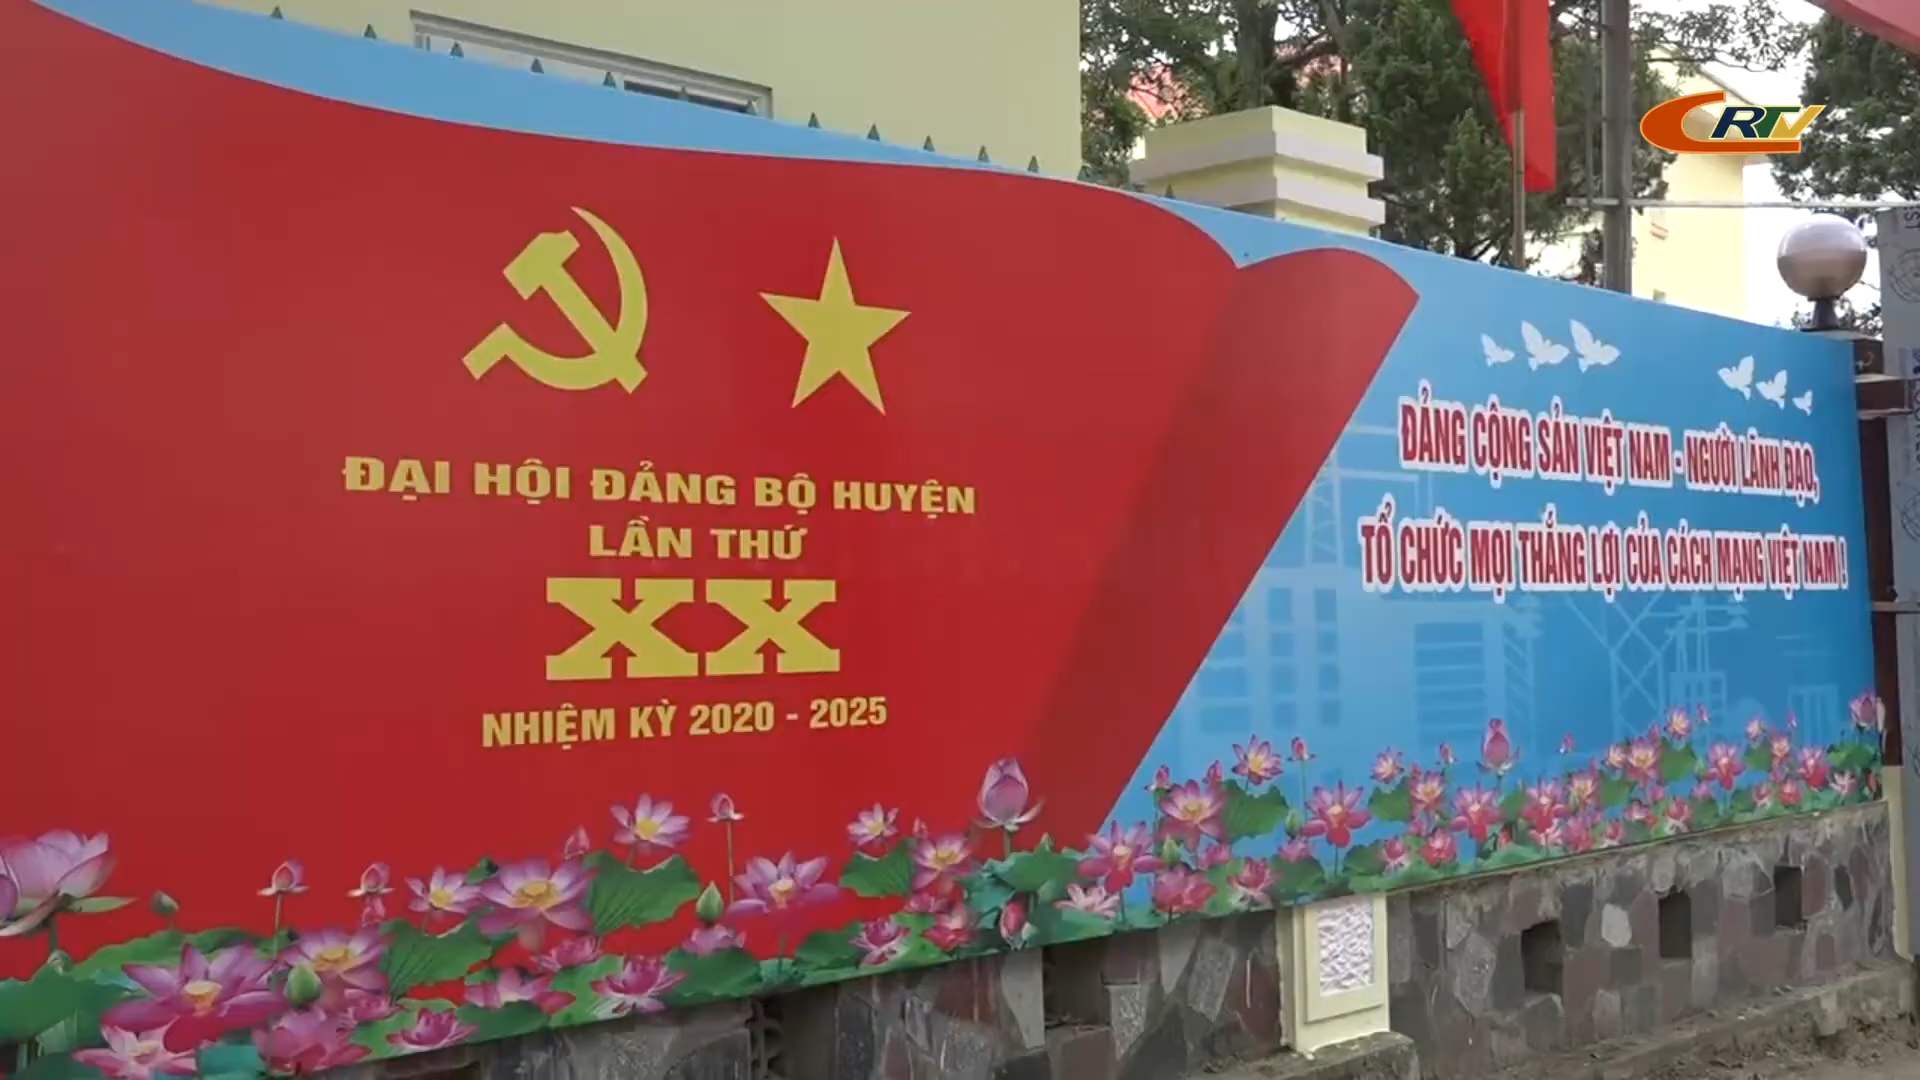 CRTV
ĐẠI HỘI ĐẢNG BỘ HUYỆN
LẦN THỨ
XX
NHIỆM KỲ 2020 - 2025
ĐẢNG CỘNG SẢN VIỆT NAM - NGƯỜI LÃNH ĐẠO,
TỔ CHỨC MỌI THẮNG LỢI CỦA CÁCH MẠNG VIỆT NAM !